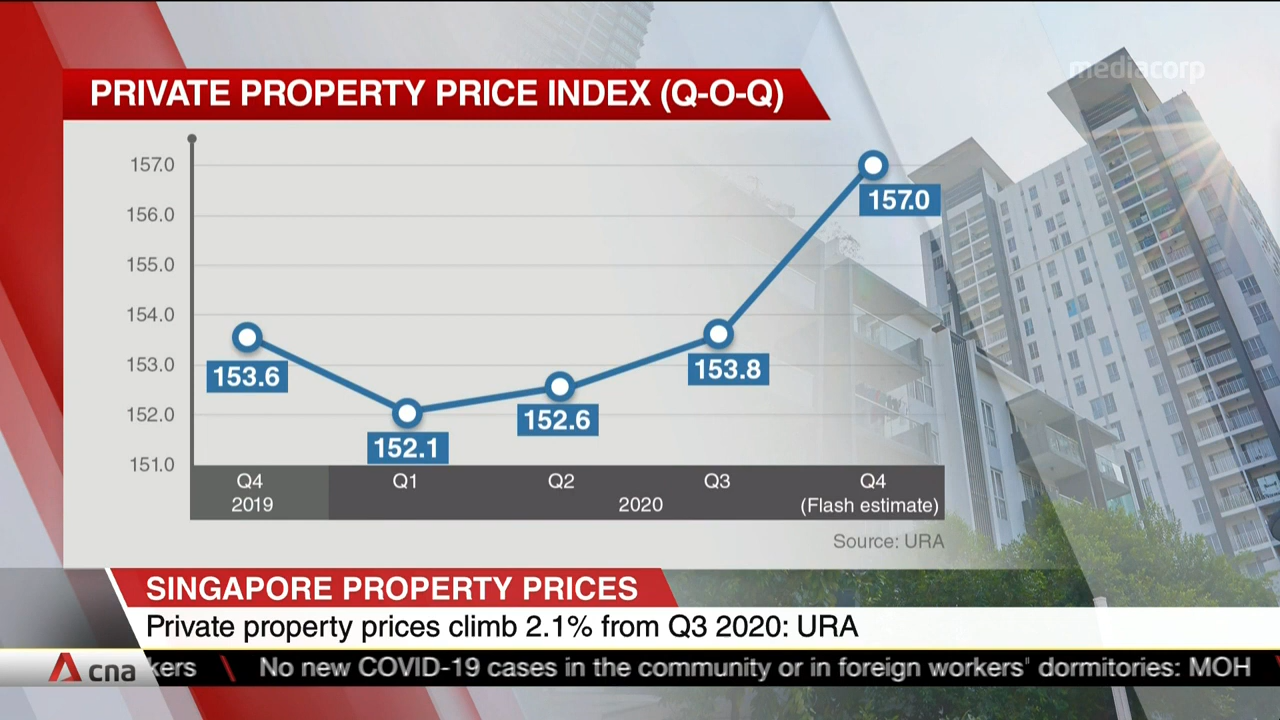 mediacorp
PRIVATE PROPERTY PRICE INDEX (Q-O-Q)
157.0
156.0
155.0
154.0
153.0
152.0
151.0
153.6
152.1
152.6
153.8
157.0
Q4 Q1 Q2 Q3 Q4
2019 2020 (Flash estimate)
Source: URA
SINGAPORE PROPERTY PRICES
Private property prices climb 2.1% from Q3 2020: URA
cna kers \ No new COVID-19 cases in the community or in foreign workers' dormitories: MOH